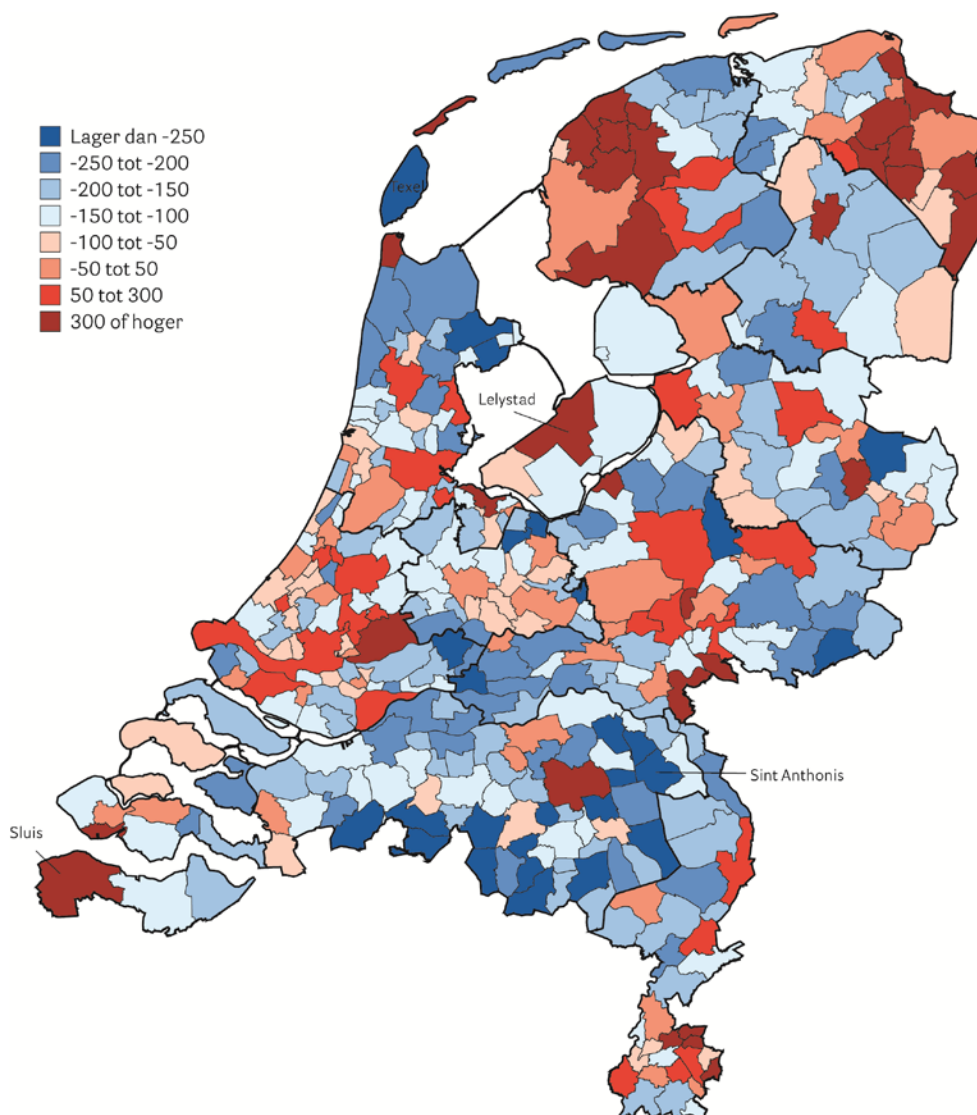 Lager dan -250
-250 tot -200
-200 tot -150
-150 tot -100
-100 tot -50
-50 tot 50
50 tot 300
300 of hoger
Texel
Lelystad
Sint Anthonis
Sluis